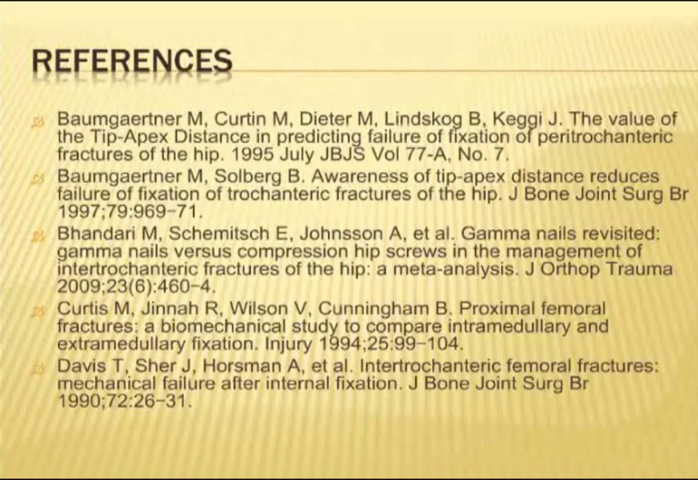 REFERENCES
Baumgaertner M, Curtin M, Dieter M, Lindskog B, Keggi J. The value of
the Tip-Apex Distance in predicting failure of fixation of peritrochanteric
fractures of the hip. 1995 July JBJS Vol 77-A, No. 7.
Baumgaertner M, Solberg B. Awareness of tip-apex distance reduces
failure of fixation of trochanteric fractures of the hip. J Bone Joint Surg Br
1997;79:969–71.
Bhandari M, Schemitsch E, Johnsson A, et al. Gamma nails revisited:
gamma nails versus compression hip screws in the management of
intertrochanteric fractures of the hip: a meta-analysis. J Orthop Trauma
2009;23(6):460–4.
Curtis M, Jinnah R, Wilson V, Cunningham B. Proximal femoral
fractures: a biomechanical study to compare intramedullary and
extramedullary fixation. Injury 1994;25:99–104.
Davis T, Sher J, Horsman A, et al. Intertrochanteric femoral fractures:
mechanical failure after internal fixation. J Bone Joint Surg Br
1990;72:26–31.